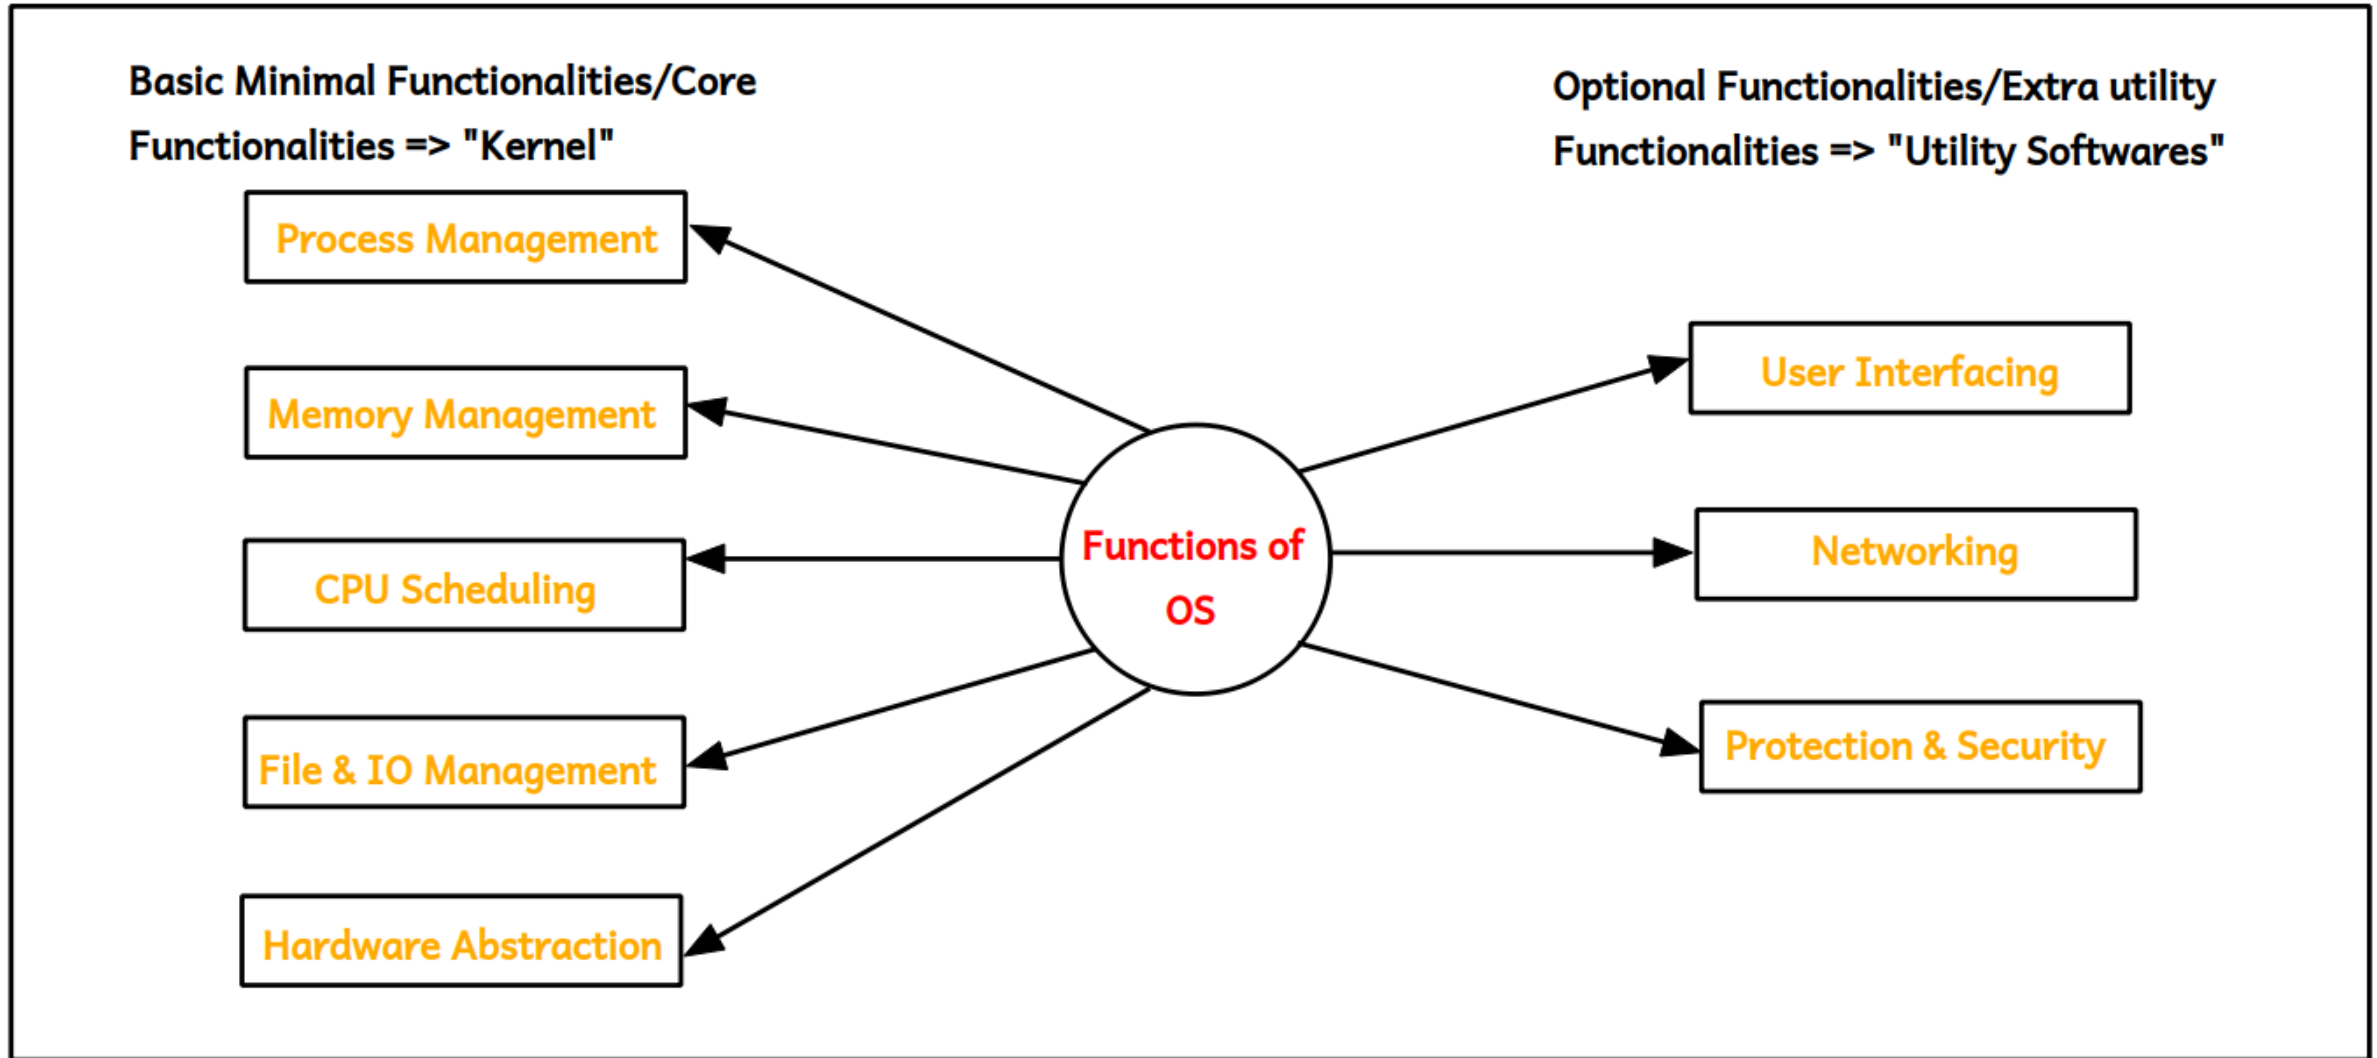 Basic Minimal Functionalities/Core
Functionalities => "Kernel"
Optional Functionalities/Extra utility
Functionalities => "Utility Softwares"
Process Management
Memory Management
CPU Scheduling
File & IO Management
Hardware Abstraction
Functions of
OS
User Interfacing
Networking
Protection & Security